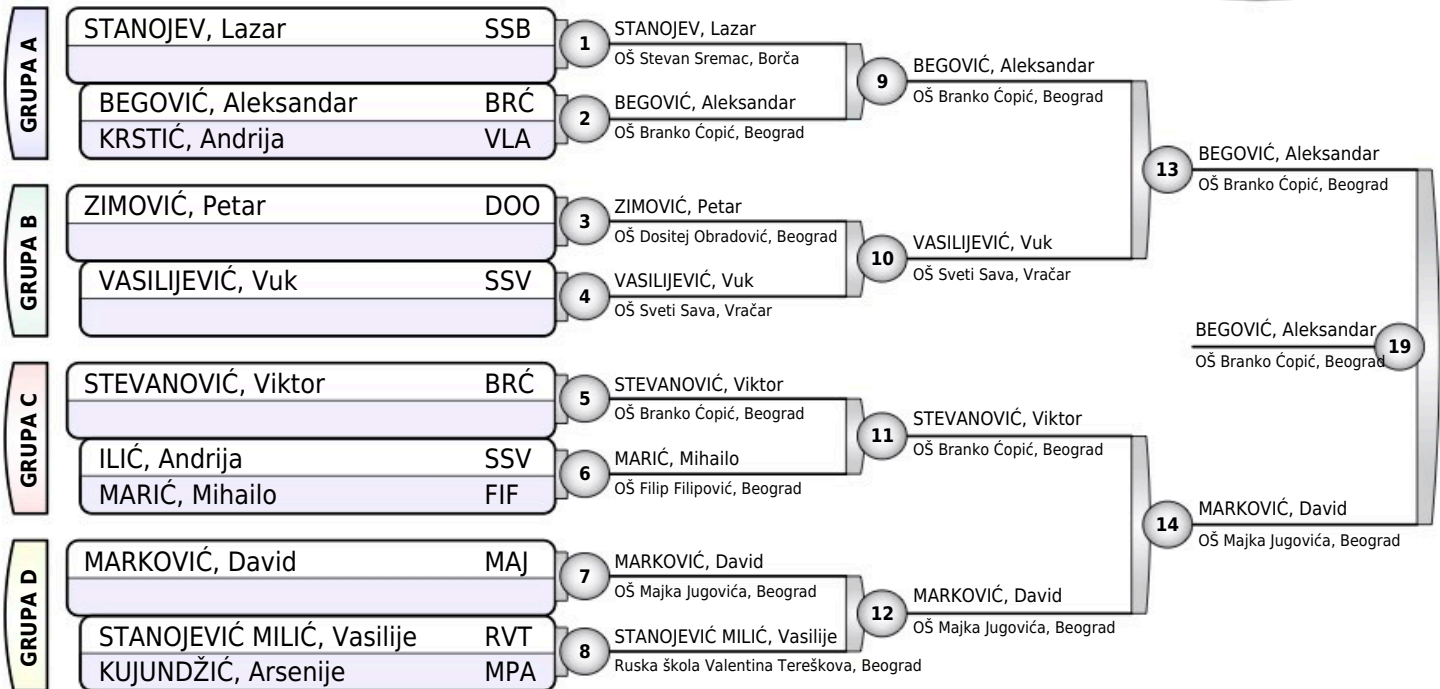 GRUPA A
STANOJEV, Lazar SSB
BEGOVIĆ, Aleksandar BRĆ
KRSTIĆ, Andrija VLA
GRUPA B
ZIMOVIĆ, Petar DOO
VASILIJEVIĆ, Vuk SSV
GRUPA C
STEVANOVIĆ, Viktor BRĆ
ILIĆ, Andrija SSV
MARIĆ, Mihailo FIF
GRUPA D
MARKOVIĆ, David MAJ
STANOJEVIĆ MILIĆ, Vasilije RVT
KUJUNDŽIĆ, Arsenije MPA
1
STANOJEV, Lazar
OŠ Stevan Sremac, Borča
2
BEGOVIĆ, Aleksandar
OŠ Branko Ćopić, Beograd
3
ZIMOVIĆ, Petar
OŠ Dositej Obradović, Beograd
4
VASILIJEVIĆ, Vuk
OŠ Sveti Sava, Vračar
5
STEVANOVIĆ, Viktor
OŠ Branko Ćopić, Beograd
6
MARIĆ, Mihailo
OŠ Filip Filipović, Beograd
7
MARKOVIĆ, David
OŠ Majka Jugovića, Beograd
8
STANOJEVIĆ MILIĆ, Vasilije
Ruska škola Valentina Tereškova, Beograd
9
BEGOVIĆ, Aleksandar
OŠ Branko Ćopić, Beograd
10
VASILIJEVIĆ, Vuk
OŠ Sveti Sava, Vračar
11
STEVANOVIĆ, Viktor
OŠ Branko Ćopić, Beograd
12
MARKOVIĆ, David
OŠ Majka Jugovića, Beograd
13
BEGOVIĆ, Aleksandar
OŠ Branko Ćopić, Beograd
14
MARKOVIĆ, David
OŠ Majka Jugovića, Beograd
BEGOVIĆ, Aleksandar
OŠ Branko Ćopić, Beograd
19